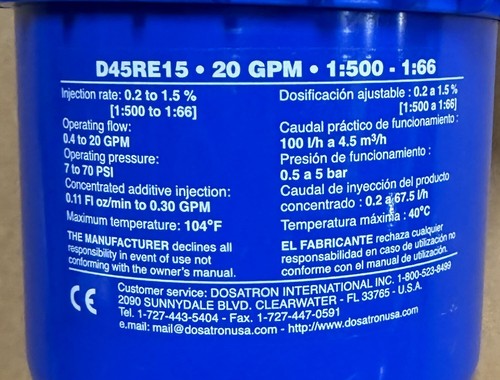 D45RE15 • 20 GPM • 1:500 - 1:66
Injection rate: 0.2 to 1.5 %
[1:500 to 1:66]
Operating flow:
0.4 to 20 GPM
Operating pressure:
7 to 70 PSI
Concentrated additive injection:
0.11 Fl oz/min to 0.30 GPM
Maximum temperature: 104°F
THE MANUFACTURER declines all
responsibility in event of use not
conforming with the owner's manual.
Dosificación ajustable : 0.2 a 1.5%
[1:500 a 1:66]
Caudal práctico de funcionamiento :
100 l/h a 4.5 m³/h
Presión de funcionamiento :
0.5 a 5 bar
Caudal de inyección del producto
concentrado : 0.2 a 67.5 l/h
Temperatura máxima : 40°C
EL FABRICANTE rechaza cualquier
responsabilidad en caso de utilización no
conforme con el manual de utilización.
CE
Customer service: DOSATRON INTERNATIONAL INC. 1-800-523-8499
2090 SUNNYDALE BLVD. CLEARWATER - FL 33765 - U.S.A.
Tel. 1-727-443-5404 - Fax. 1-727-447-0591
e.mail: mail@dosatronusa.com - http://www.dosatronusa.com